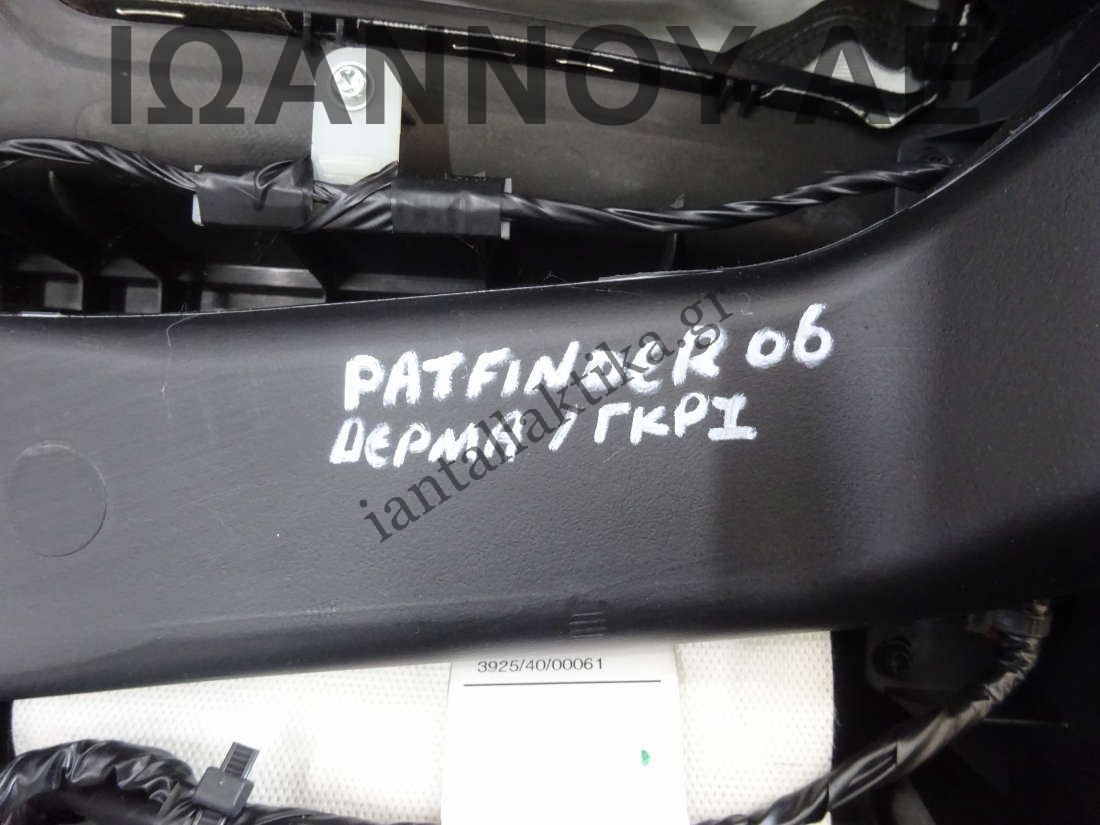 ΙΩΑΝΝΟΥ ΑΕ
PATFINDER 06
ΔΕΡΜΑ / ΓΚΡΙ
iantallaktika.gr
3925/40/00061